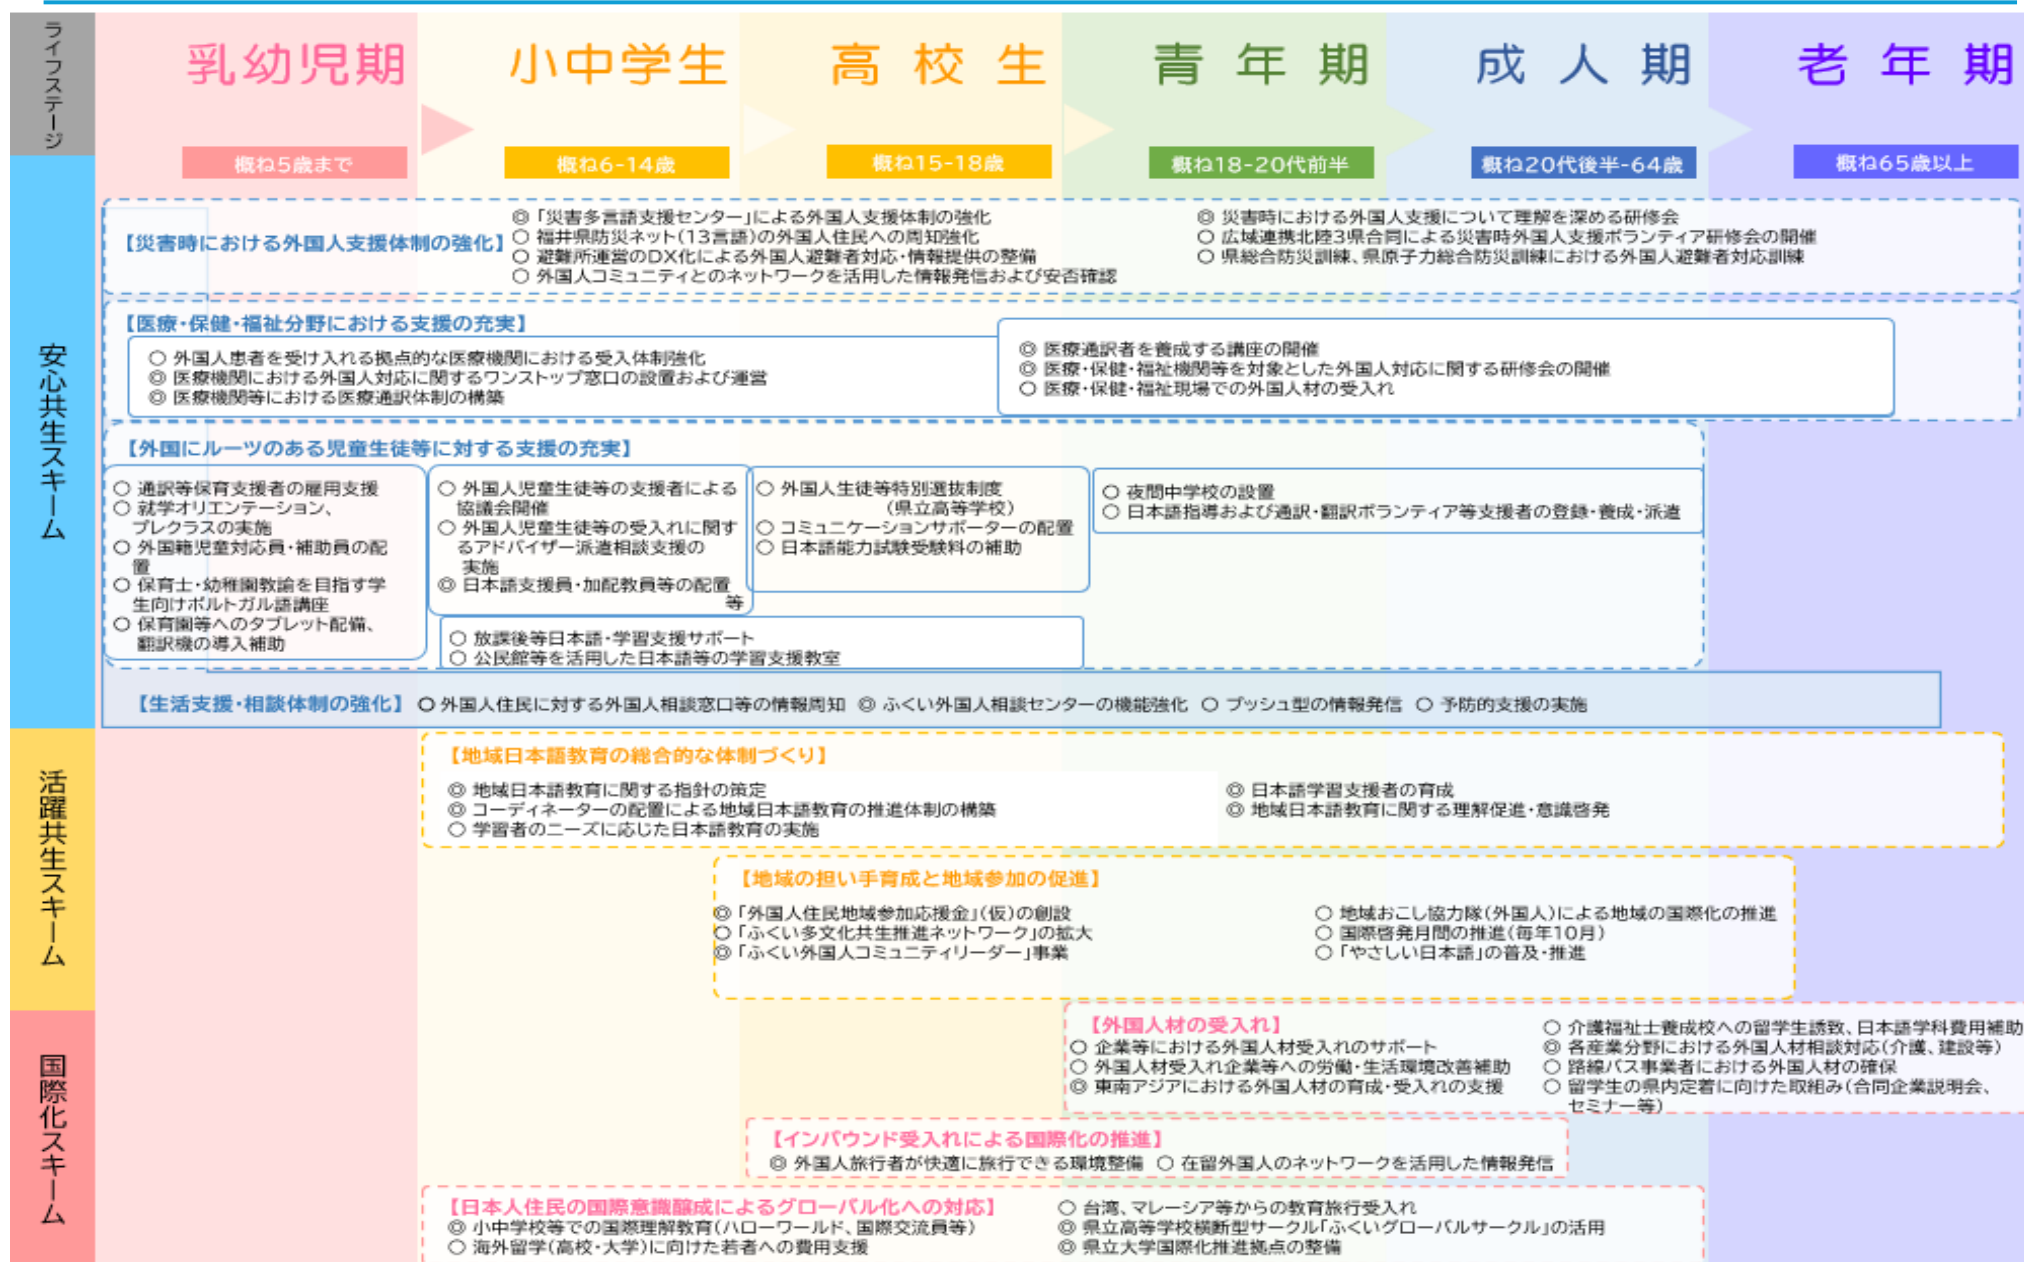 ライフステージ
乳幼児期
小中学生
高校生
青年期
成人期
老年期
概ね5歳まで
概ね6-14歳
概ね15-18歳
概ね18-20代前半
概ね20代後半-64歳
概ね65歳以上
安心共生スキーム
【災害時における外国人支援体制の強化】
◎「災害多言語支援センター」による外国人支援体制の強化
○ 福井県防災ネット(13言語)の外国人住民への周知強化
○ 避難所運営のDX化による外国人避難者対応・情報提供の整備
○ 外国人コミュニティとのネットワークを活用した情報発信および安否確認
◎ 災害時における外国人支援について理解を深める研修会
○ 広域連携北陸3県合同による災害時外国人支援ボランティア研修会の開催
○ 県総合防災訓練、県原子力総合防災訓練における外国人避難者対応訓練
【医療・保健・福祉分野における支援の充実】
○ 外国人患者を受け入れる拠点的な医療機関における受入体制強化
◎ 医療機関における外国人対応に関するワンストップ窓口の設置および運営
◎ 医療機関等における医療通訳体制の構築
◎ 医療通訳者を養成する講座の開催
◎ 医療・保健・福祉機関等を対象とした外国人対応に関する研修会の開催
○ 医療・保健・福祉現場での外国人材の受入れ
【外国にルーツのある児童生徒等に対する支援の充実】
○ 通訳等保育支援者の雇用支援
○ 就学オリエンテーション、
プレクラスの実施
○ 外国籍児童対応員・補助員の配
置
○ 保育士・幼稚園教諭を目指す学
生向けポルトガル語講座
○ 保育園等へのタブレット配備、
翻訳機の導入補助
○ 外国人児童生徒等の支援者による
協議会開催
○ 外国人児童生徒等の受入れに関す
るアドバイザー派遣相談支援の
実施
◎ 日本語支援員・加配教員等の配置
等
○ 外国人生徒等特別選抜制度
(県立高等学校)
○ コミュニケーションサポーターの配置
○ 日本語能力試験受験料の補助
○ 夜間中学校の設置
○ 日本語指導および通訳・翻訳ボランティア等支援者の登録・養成・派遣
○ 放課後等日本語・学習支援サポート
○ 公民館等を活用した日本語等の学習支援教室
【生活支援・相談体制の強化】 ○ 外国人住民に対する外国人相談窓口等の情報周知 ◎ ふくい外国人相談センターの機能強化 ○ プッシュ型の情報発信 ○ 予防的支援の実施
活躍共生スキーム
【地域日本語教育の総合的な体制づくり】
◎ 地域日本語教育に関する指針の策定
◎ コーディネーターの配置による地域日本語教育の推進体制の構築
○ 学習者のニーズに応じた日本語教育の実施
◎ 日本語学習支援者の育成
◎ 地域日本語教育に関する理解促進・意識啓発
【地域の担い手育成と地域参加の促進】
◎「外国人住民地域参加応援金」(仮)の創設
○「ふくい多文化共生推進ネットワーク」の拡大
◎「ふくい外国人コミュニティリーダー」事業
○ 地域おこし協力隊(外国人)による地域の国際化の推進
○ 国際啓発月間の推進(毎年10月)
○「やさしい日本語」の普及・推進
国際化スキーム
【外国人材の受入れ】
○ 企業等における外国人材受入れのサポート
○ 外国人材受入れ企業等への労働・生活環境改善補助
◎ 東南アジアにおける外国人材の育成・受入れの支援
○ 介護福祉士養成校への留学生誘致、日本語学科費用補助
◎ 各産業分野における外国人材相談対応(介護、建設等)
○ 路線バス事業者における外国人材の確保
○ 留学生の県内定着に向けた取組み(合同企業説明会、
セミナー等)
【インバウンド受入れによる国際化の推進】
◎ 外国人旅行者が快適に旅行できる環境整備 ○ 在留外国人のネットワークを活用した情報発信
【日本人住民の国際意識醸成によるグローバル化への対応】
◎ 小中学校等での国際理解教育(ハローワールド、国際交流員等)
○ 海外留学(高校・大学)に向けた若者への費用支援
○ 台湾、マレーシア等からの教育旅行受入れ
◎ 県立高等学校横断型サークル「ふくいグローバルサークル」の活用
◎ 県立大学国際化推進拠点の整備